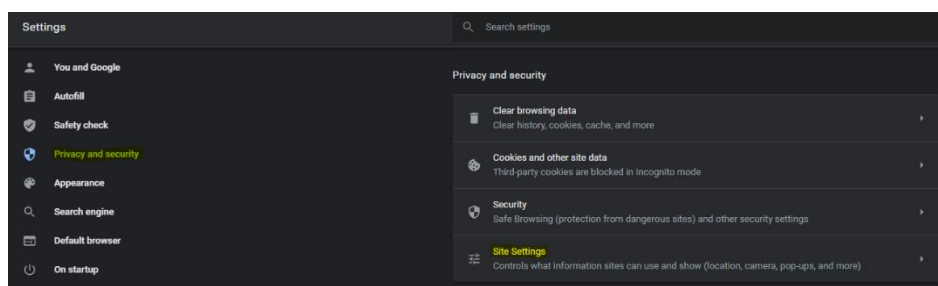 Settings
Search settings
You and Google
Autofill
Safety check
Privacy and security
Appearance
Search engine
Default browser
On startup
Privacy and security
Clear browsing data
Clear history, cookies, cache, and more
Cookies and other site data
Third-party cookies are blocked in Incognito mode
Security
Safe Browsing (protection from dangerous sites) and other security settings
Site Settings
Controls what information sites can use and show (location, camera, pop-ups, and more)